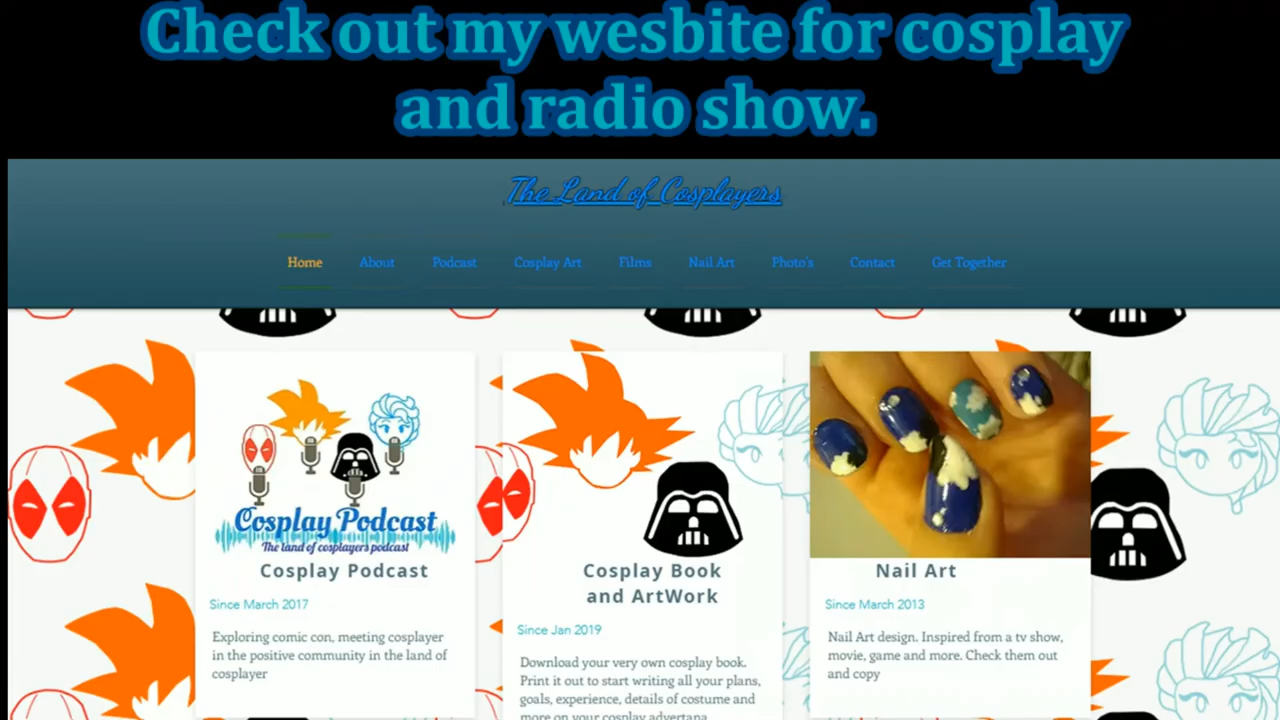 Check out my wesbite for cosplay
and radio show.
The Land of Cosplayers
Home About Podcast Cosplay Art Films Nail Art Photo's Contact Get Together
Cosplay Podcast
The land of cosplayers podcast
Cosplay Podcast
Since March 2017
Exploring comic con, meeting cosplayer
in the positive community in the land of
cosplayer
Cosplay Book
and ArtWork
Since Jan 2019
Download your very own cosplay book.
Print it out to start writing all your plans,
goals, experience, details of costume and
more on your cosplay advertana
Nail Art
Since March 2013
Nail Art design. Inspired from a tv show,
movie, game and more. Check them out
and copy